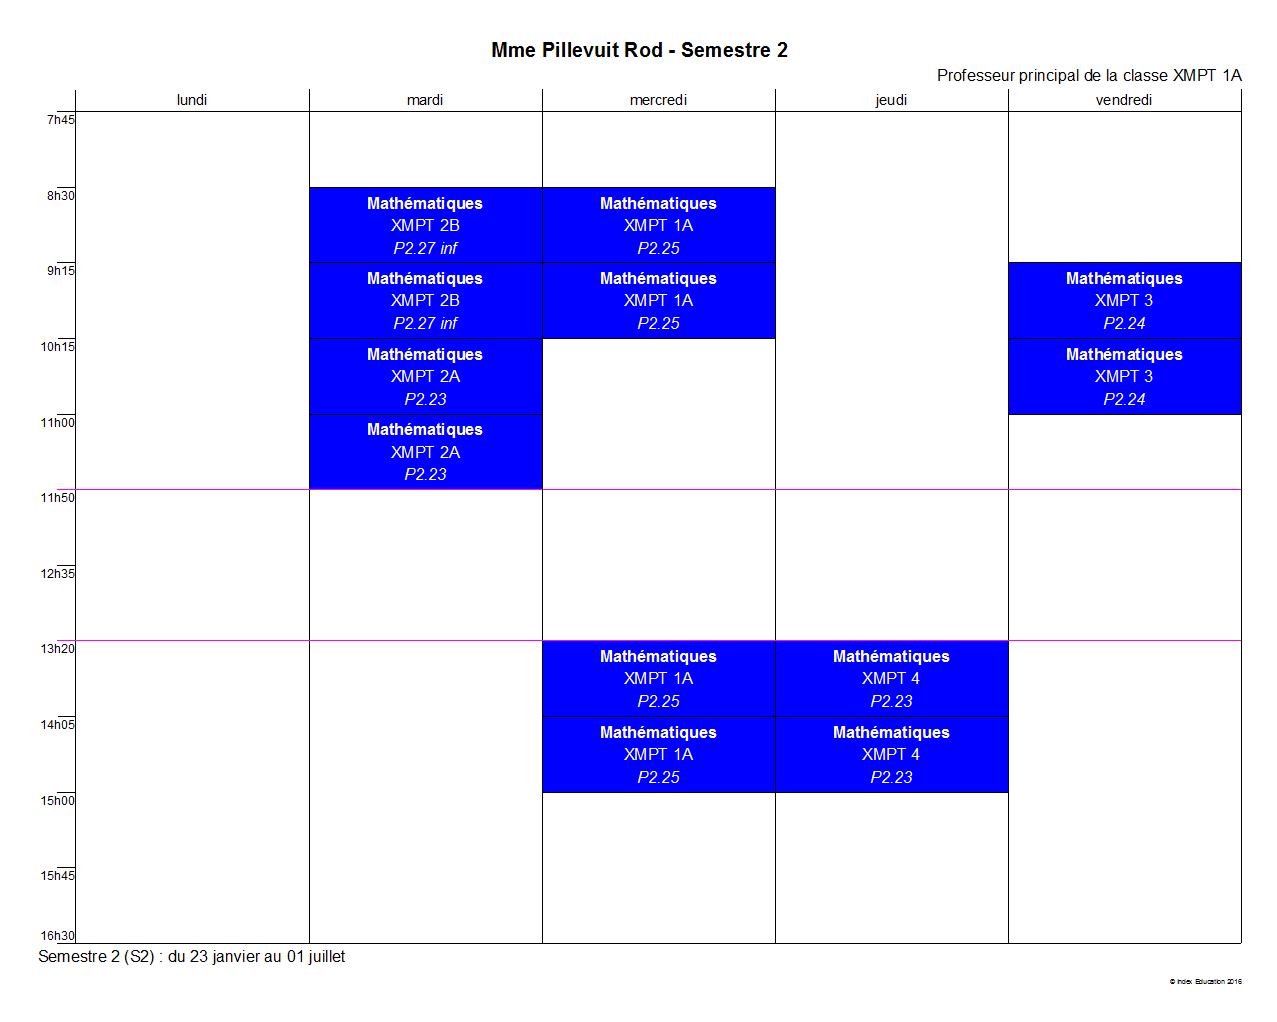 Mme Pillevuit Rod - Semestre 2
Professeur principal de la classe XMPT 1A
lundi mardi mercredi jeudi vendredi
7h45
8h30
Mathématiques Mathématiques
XMPT 2B XMPT 1A
P2.27 inf P2.25
9h15
Mathématiques Mathématiques Mathématiques
XMPT 2B XMPT 1A XMPT 3
P2.27 inf P2.25 P2.24
10h15
Mathématiques Mathématiques
XMPT 2A XMPT 3
P2.23 P2.24
11h00
Mathématiques
XMPT 2A
P2.23
11h50
12h35
13h20
Mathématiques Mathématiques
XMPT 1A XMPT 4
P2.25 P2.23
14h05
Mathématiques Mathématiques
XMPT 1A XMPT 4
P2.25 P2.23
15h00
15h45
16h30
Semestre 2 (S2) : du 23 janvier au 01 juillet
© Index Education 2016